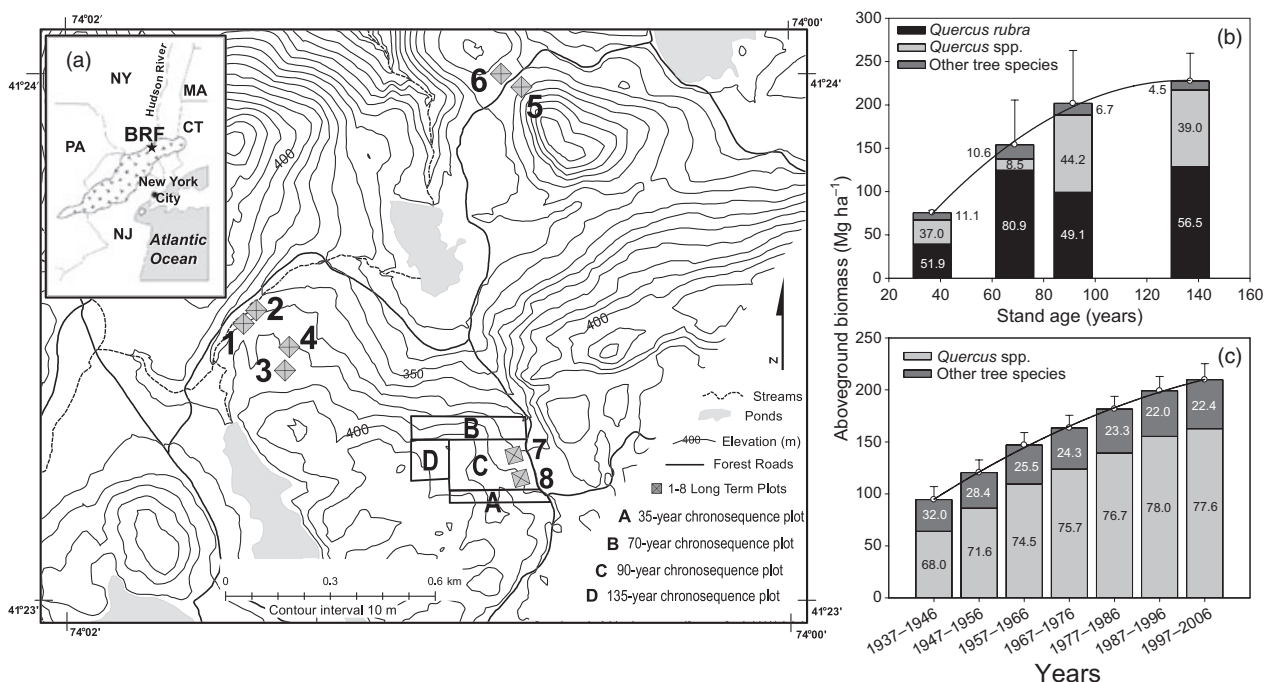 74°02'
74°00'
41°24'
41°24'
(a)
NY
Hudson River
MA
BRF
CT
PA
New York
City
NJ
Atlantic
Ocean
6
5
400
2
1
4
3
400
350
400
N
B
7
D
C
8
A
Streams
Ponds
400 Elevation (m)
Forest Roads
1-8 Long Term Plots
A 35-year chronosequence plot
B 70-year chronosequence plot
C 90-year chronosequence plot
D 135-year chronosequence plot
0 0.3 0.6 km
Contour interval 10 m
41°23'
41°23'
74°02'
74°00'
Aboveground biomass (Mg ha⁻¹)
(b)
Quercus rubra
Quercus spp.
Other tree species
300
250
200
150
100
50
0
11.1
37.0
51.9
10.6
8.5
80.9
6.7
44.2
49.1
4.5
39.0
56.5
20 40 60 80 100 120 140 160
Stand age (years)
(c)
Quercus spp.
Other tree species
250
200
150
100
50
0
32.0
68.0
28.4
71.6
25.5
74.5
24.3
75.7
23.3
76.7
22.0
78.0
22.4
77.6
1937–1946
1947–1956
1957–1966
1967–1976
1977–1986
1987–1996
1997–2006
Years